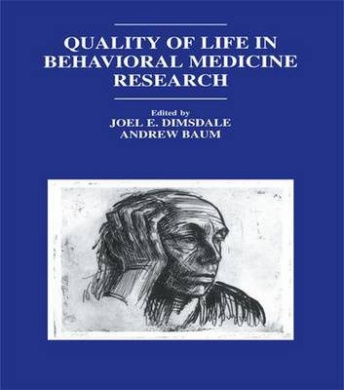 QUALITY OF LIFE IN
BEHAVIORAL MEDICINE
RESEARCH
Edited by
JOEL E. DIMSDALE
ANDREW BAUM